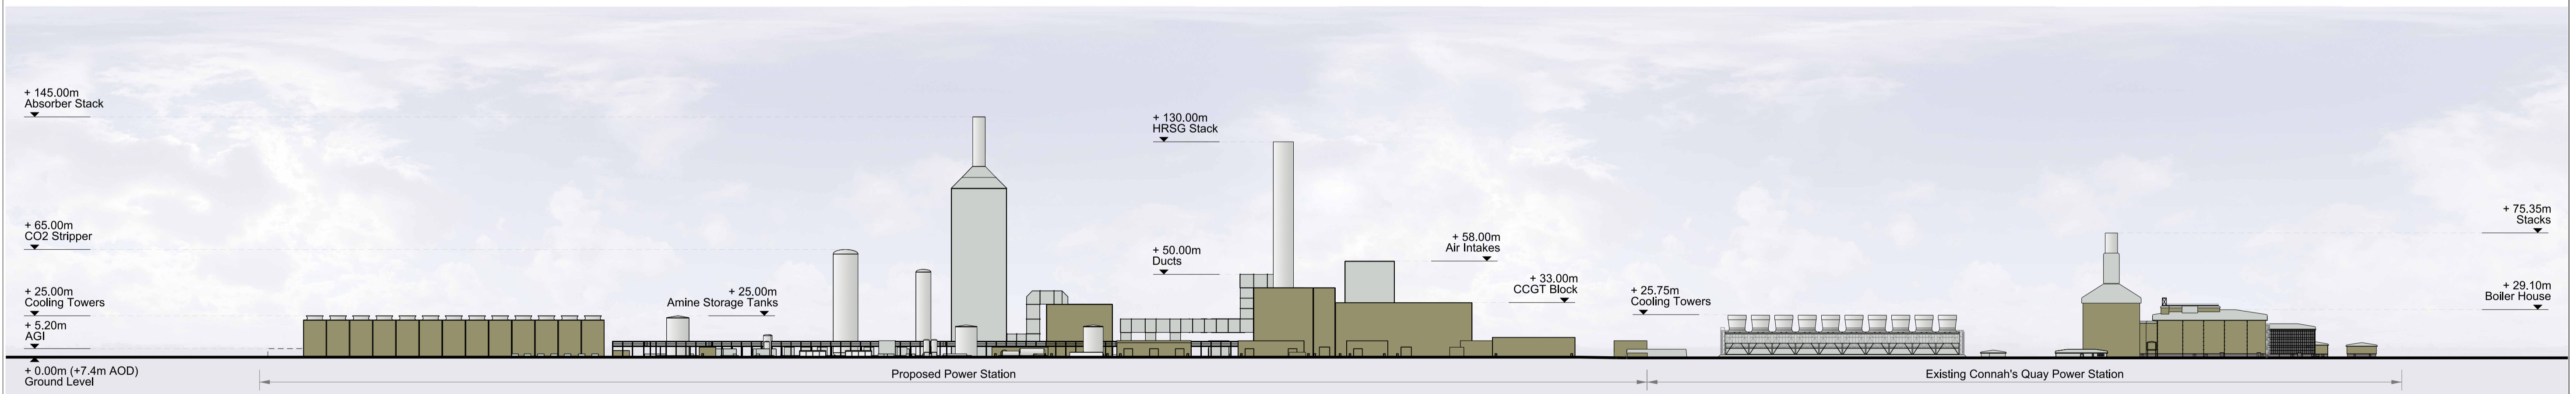 + 145.00m
Absorber Stack
+ 65.00m
CO2 Stripper
+ 25.00m
Cooling Towers
+ 5.20m
AGI
+ 0.00m (+7.4m AOD)
Ground Level
+ 25.00m
Amine Storage Tanks
+ 130.00m
HRSG Stack
+ 50.00m
Ducts
+ 58.00m
Air Intakes
+ 33.00m
CCGT Block
+ 25.75m
Cooling Towers
+ 75.35m
Stacks
+ 29.10m
Boiler House
Proposed Power Station
Existing Connah's Quay Power Station